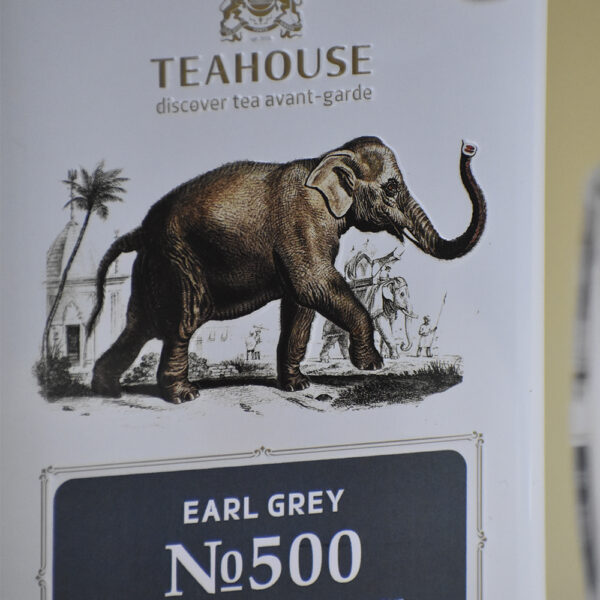 TEAHOUSE
discover tea avant-garde
EARL GREY
№500